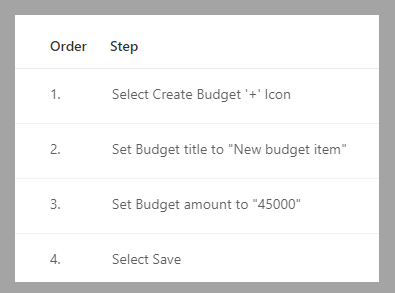 Order Step
1. Select Create Budget '+' Icon
2. Set Budget title to "New budget item"
3. Set Budget amount to "45000"
4. Select Save